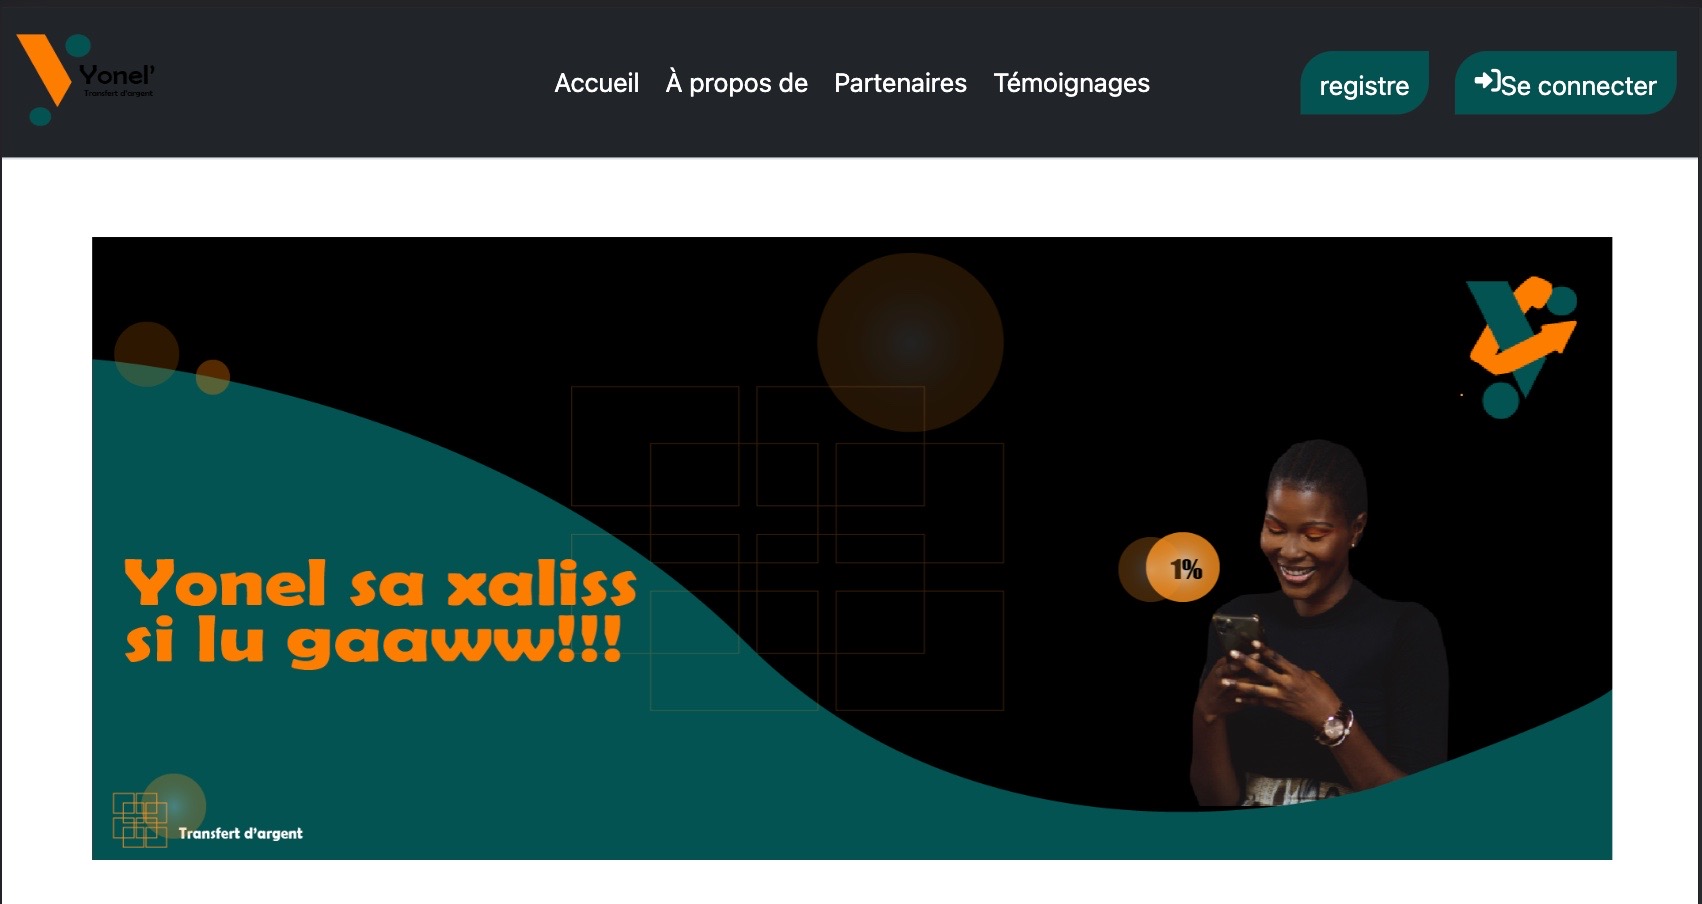 Yonel'
Transfert d'argent
Accueil
À propos de
Partenaires
Témoignages
registre
Se connecter
1%
Yonel sa xaliss
si lu gaaww!!!
Transfert d'argent